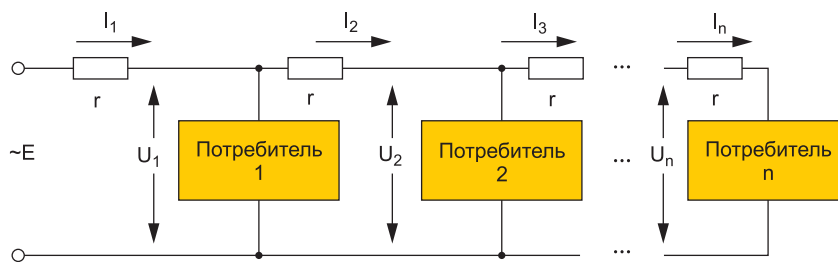 I1
I2
I3
In
r
r
r
...
r
~E
U1
Потребитель
1
U2
Потребитель
2
...
Un
Потребитель
n
...